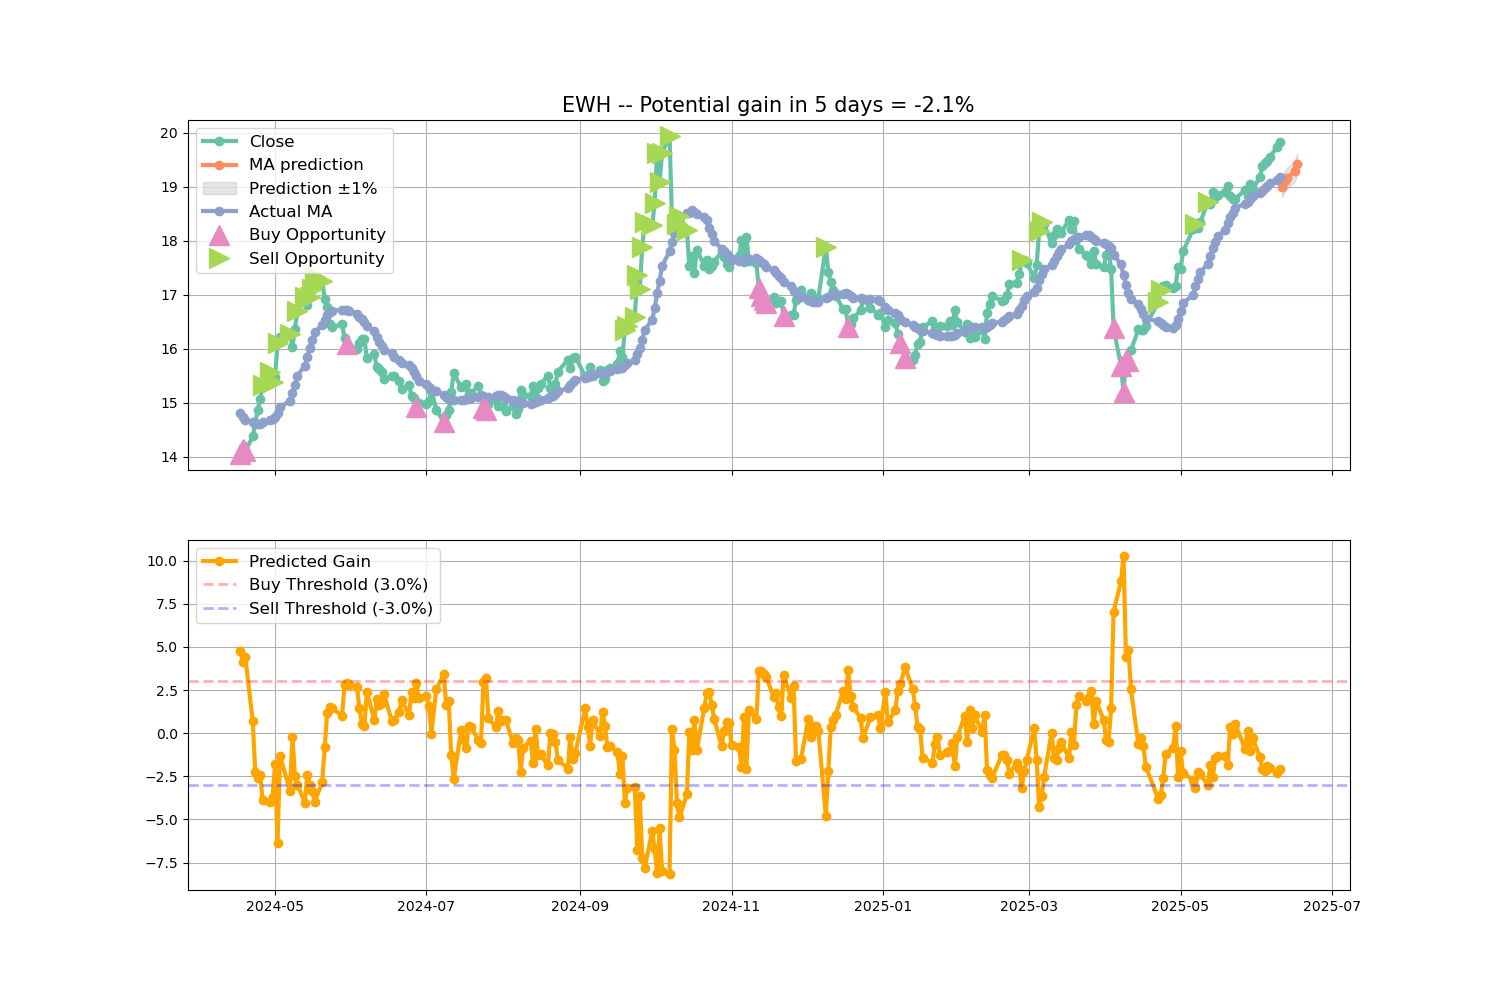 EWH -- Potential gain in 5 days = -2.1%
20
19
18
17
16
15
14
Close
MA prediction
Prediction ±1%
Actual MA
Buy Opportunity
Sell Opportunity
10.0
7.5
5.0
2.5
0.0
−2.5
−5.0
−7.5
Predicted Gain
Buy Threshold (3.0%)
Sell Threshold (-3.0%)
2024-05 2024-07 2024-09 2024-11 2025-01 2025-03 2025-05 2025-07